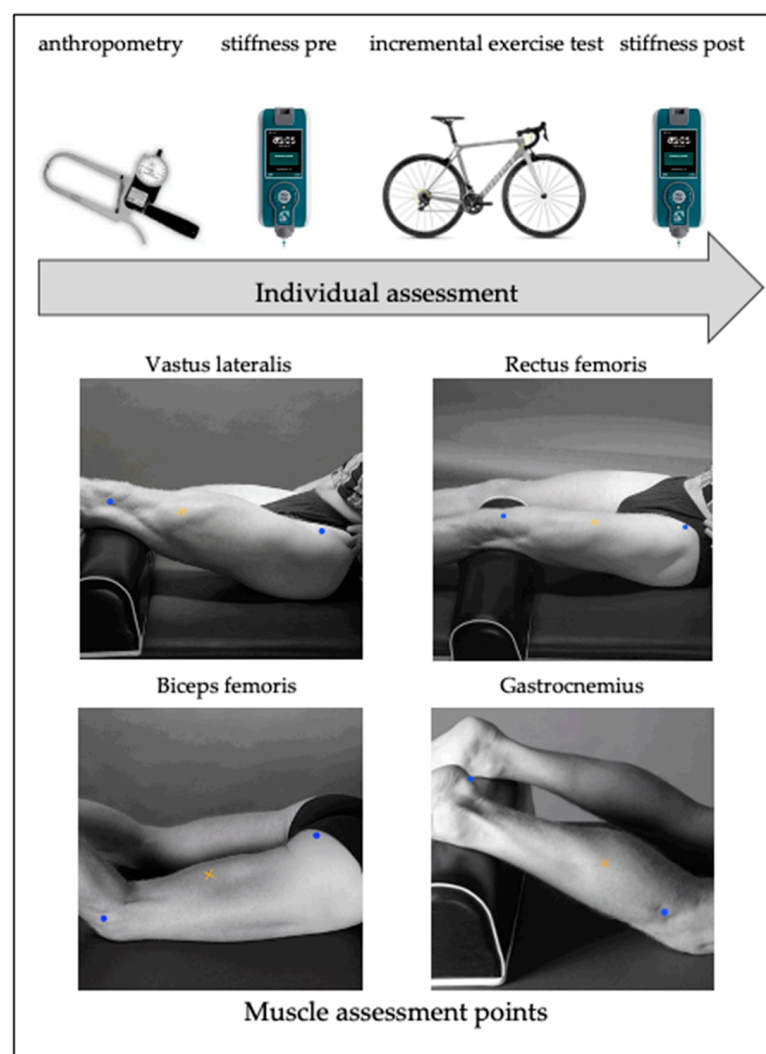 anthropometry stiffness pre incremental exercise test stiffness post
Individual assessment
Vastus lateralis Rectus femoris
Biceps femoris Gastrocnemius
Muscle assessment points